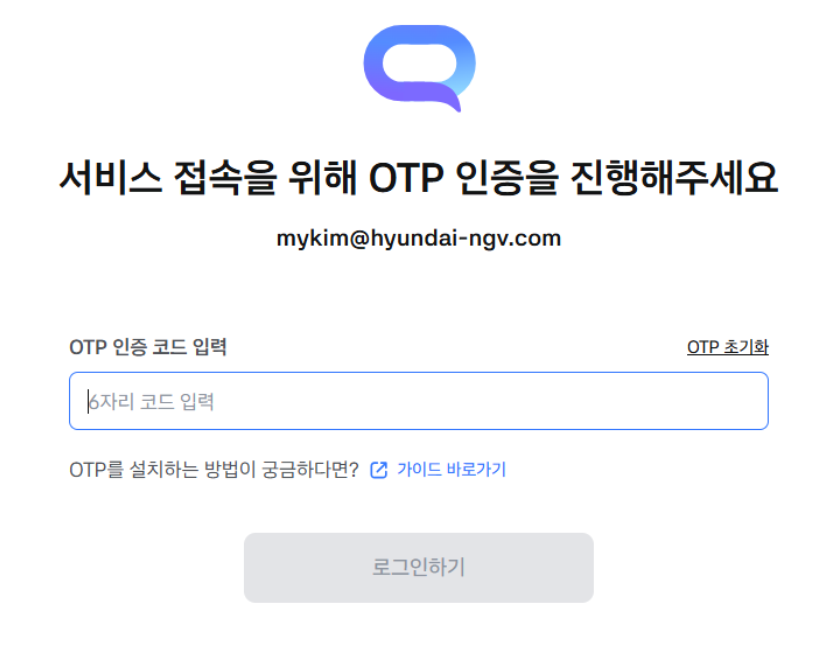 서비스 접속을 위해 OTP 인증을 진행해주세요
mykim@hyundai-ngv.com
OTP 인증 코드 입력 OTP 초기화
6자리 코드 입력
OTP를 설치하는 방법이 궁금하다면? 가이드 바로가기
로그인하기